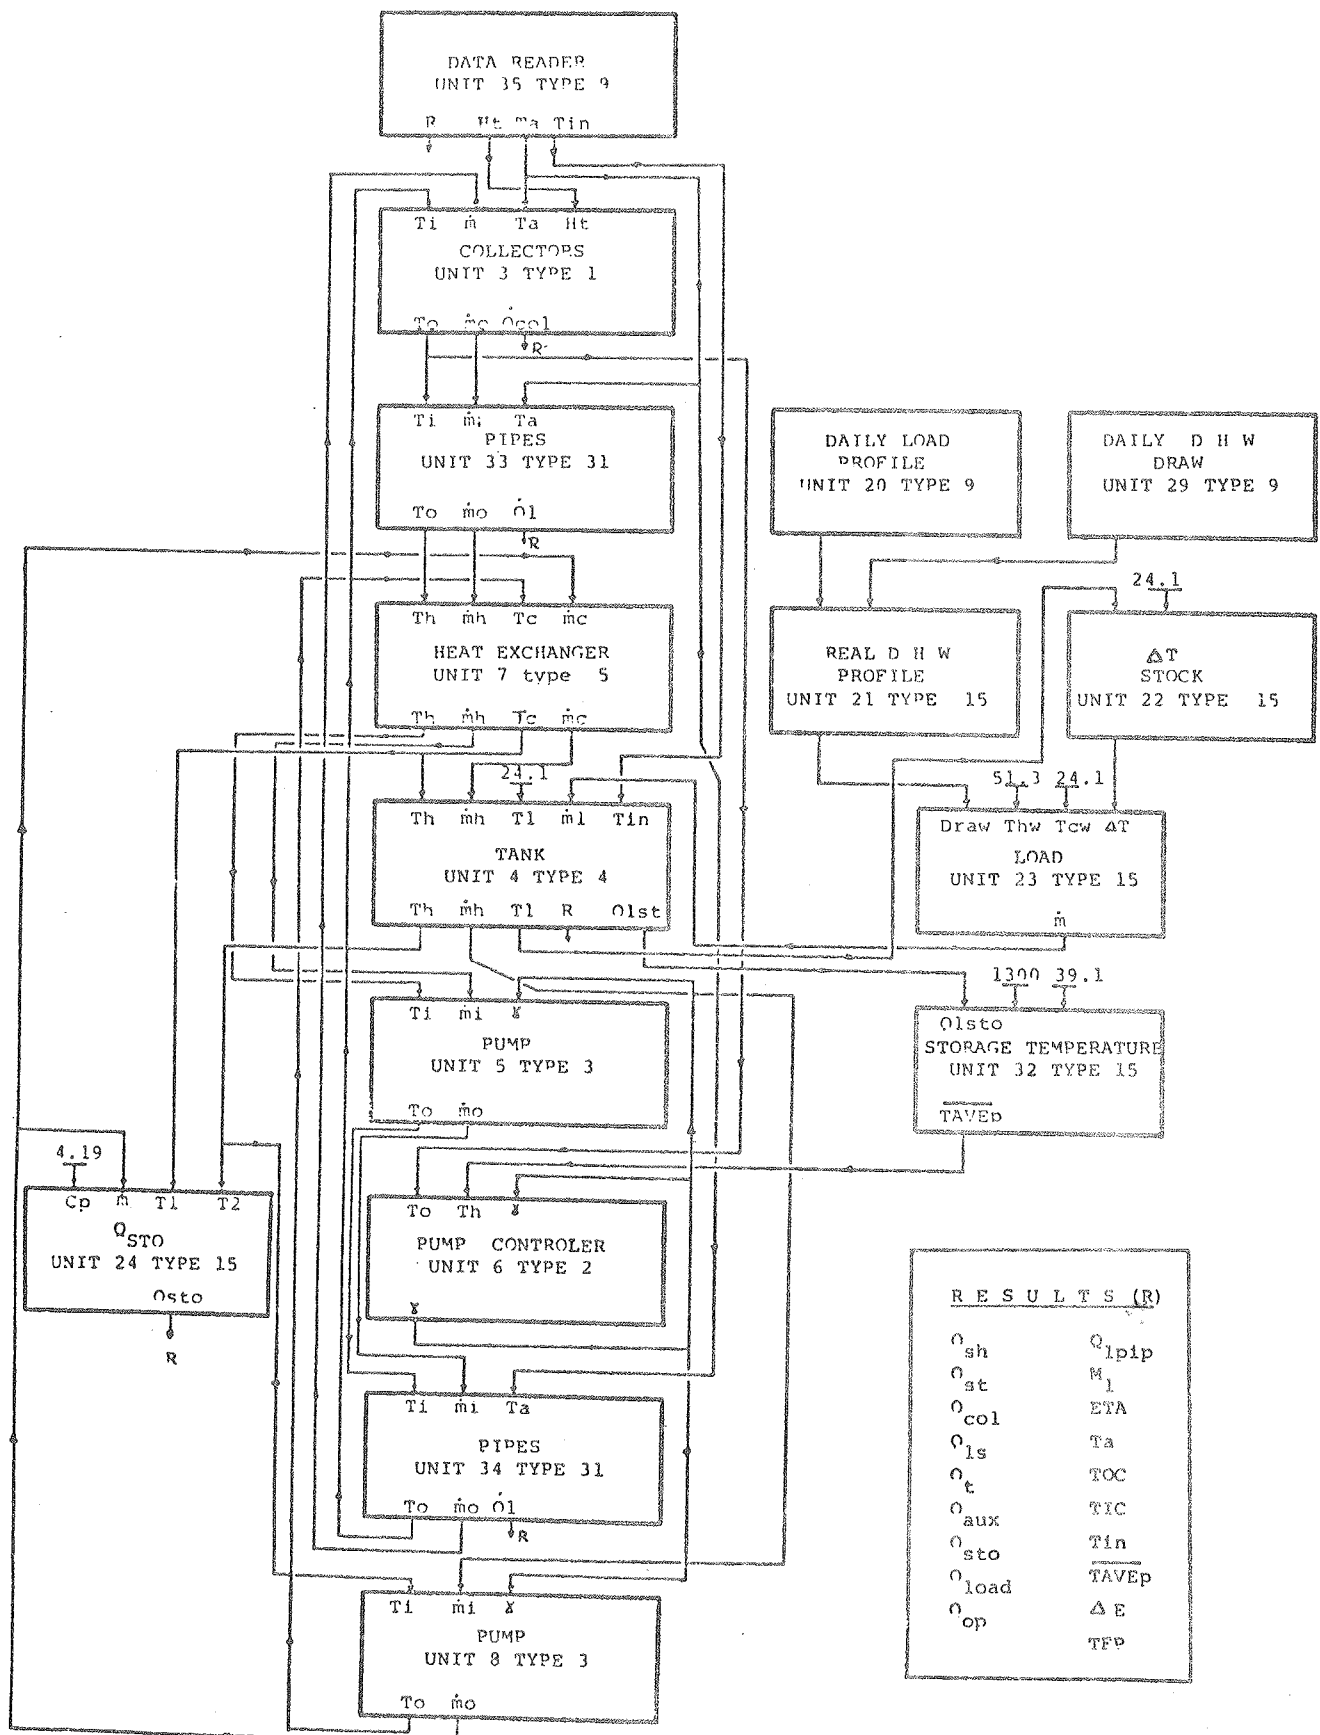 DATA READER
UNIT 35 TYPE 9
R Ht Ta Tin
Ti ṁ Ta Ht
COLLECTORS
UNIT 3 TYPE 1
To ṁo Q̇col
R
Ti ṁi Ta
PIPES
UNIT 33 TYPE 31
To ṁo Q̇l
R
DAILY LOAD
PROFILE
UNIT 20 TYPE 9
DAILY D H W
DRAW
UNIT 29 TYPE 9
Th ṁh Tc ṁc
HEAT EXCHANGER
UNIT 7 type 5
Th ṁh Tc ṁc
REAL D H W
PROFILE
UNIT 21 TYPE 15
24.1
ΔT
STOCK
UNIT 22 TYPE 15
24.1
Th ṁh Tl ṁl Tin
TANK
UNIT 4 TYPE 4
Th ṁh Tl R Qlst
51.3 24.1
Draw Thw Tcw ΔT
LOAD
UNIT 23 TYPE 15
ṁ
Ti ṁi γ
PUMP
UNIT 5 TYPE 3
To ṁo
1300 39.1
Qlsto
STORAGE TEMPERATURE
UNIT 32 TYPE 15
TAVEp
4.19
Cp ṁ T1 T2
QSTO
UNIT 24 TYPE 15
Qsto
R
To Th γ
PUMP CONTROLER
UNIT 6 TYPE 2
γ
Ti ṁi Ta
PIPES
UNIT 34 TYPE 31
To ṁo Q̇l
R
Ti ṁi γ
PUMP
UNIT 8 TYPE 3
To ṁo
R E S U L T S (R)
Qsh Qlpip
Qst Ml
Qcol ETA
Qls Ta
Qt TOC
Qaux TIC
Qsto Tin
Qload TAVEp
Qop ΔE
TFP